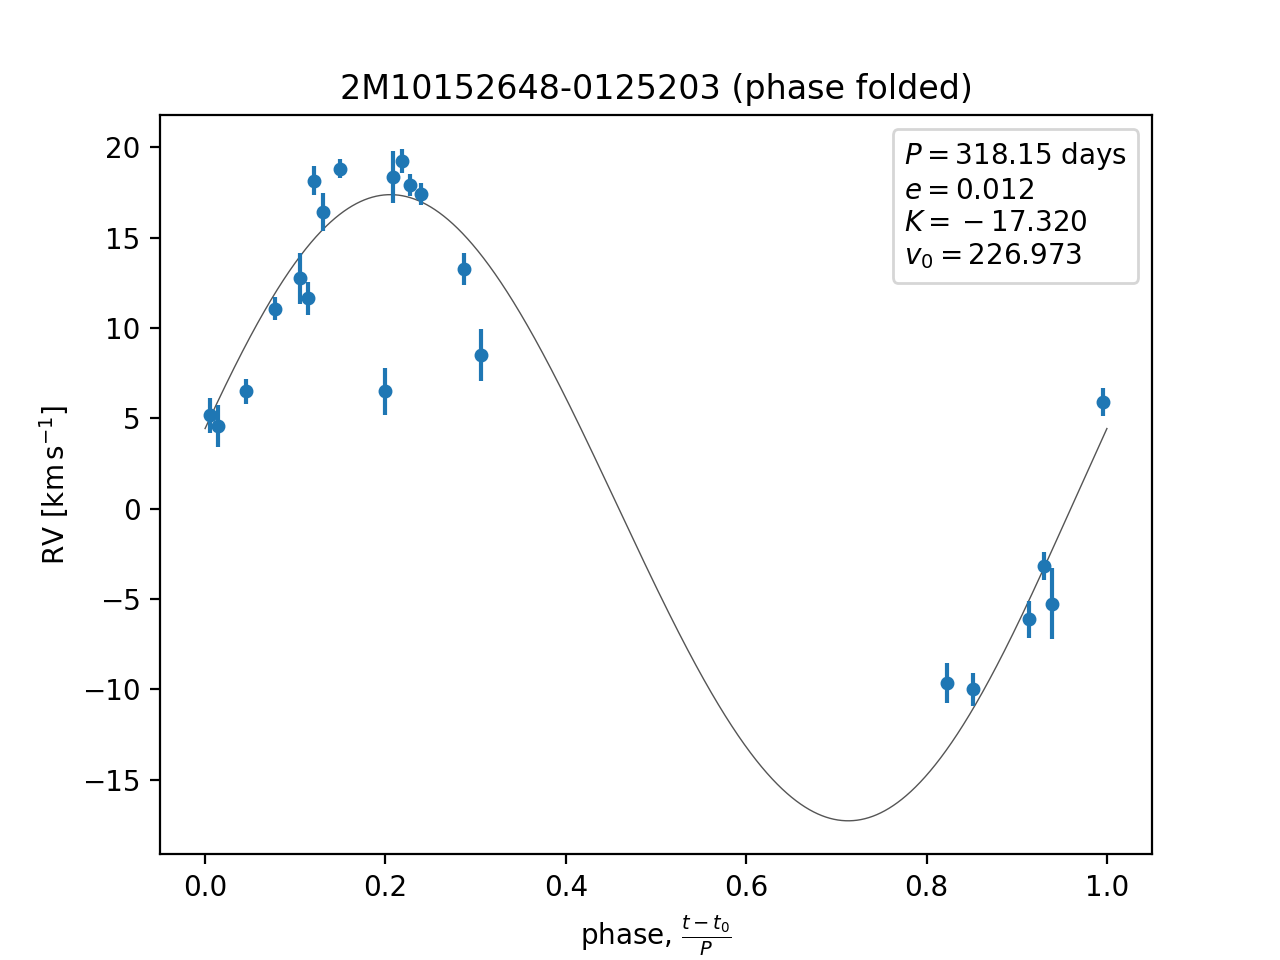 2M10152648-0125203 (phase folded)
P = 318.15 days
e = 0.012
K = −17.320
v₀ = 226.973
RV [km s⁻¹]
20
15
10
5
0
−5
−10
−15
0.0 0.2 0.4 0.6 0.8 1.0
phase, (t − t₀)/P